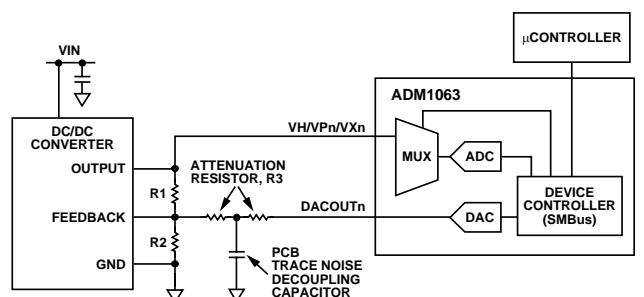 VIN
μCONTROLLER
DC/DC
CONVERTER
OUTPUT
FEEDBACK
GND
R1
R2
ATTENUATION
RESISTOR, R3
PCB
TRACE NOISE
DECOUPLING
CAPACITOR
VH/VPn/VXn
DACOUTn
ADM1063
MUX
ADC
DAC
DEVICE
CONTROLLER
(SMBus)